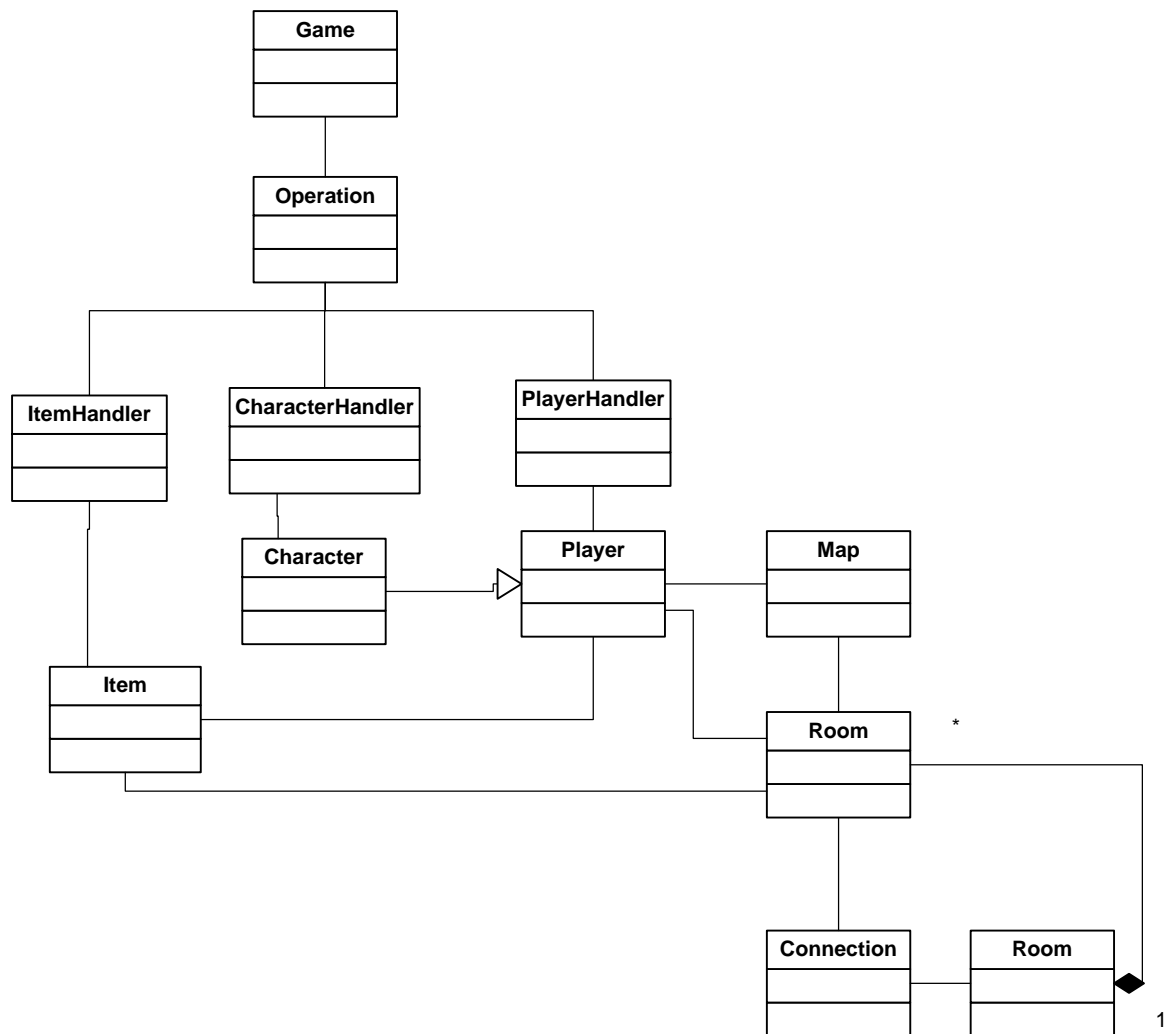 Game
Operation
ItemHandler
CharacterHandler
PlayerHandler
Character
Player
Map
Item
Room
*
Connection
Room
1